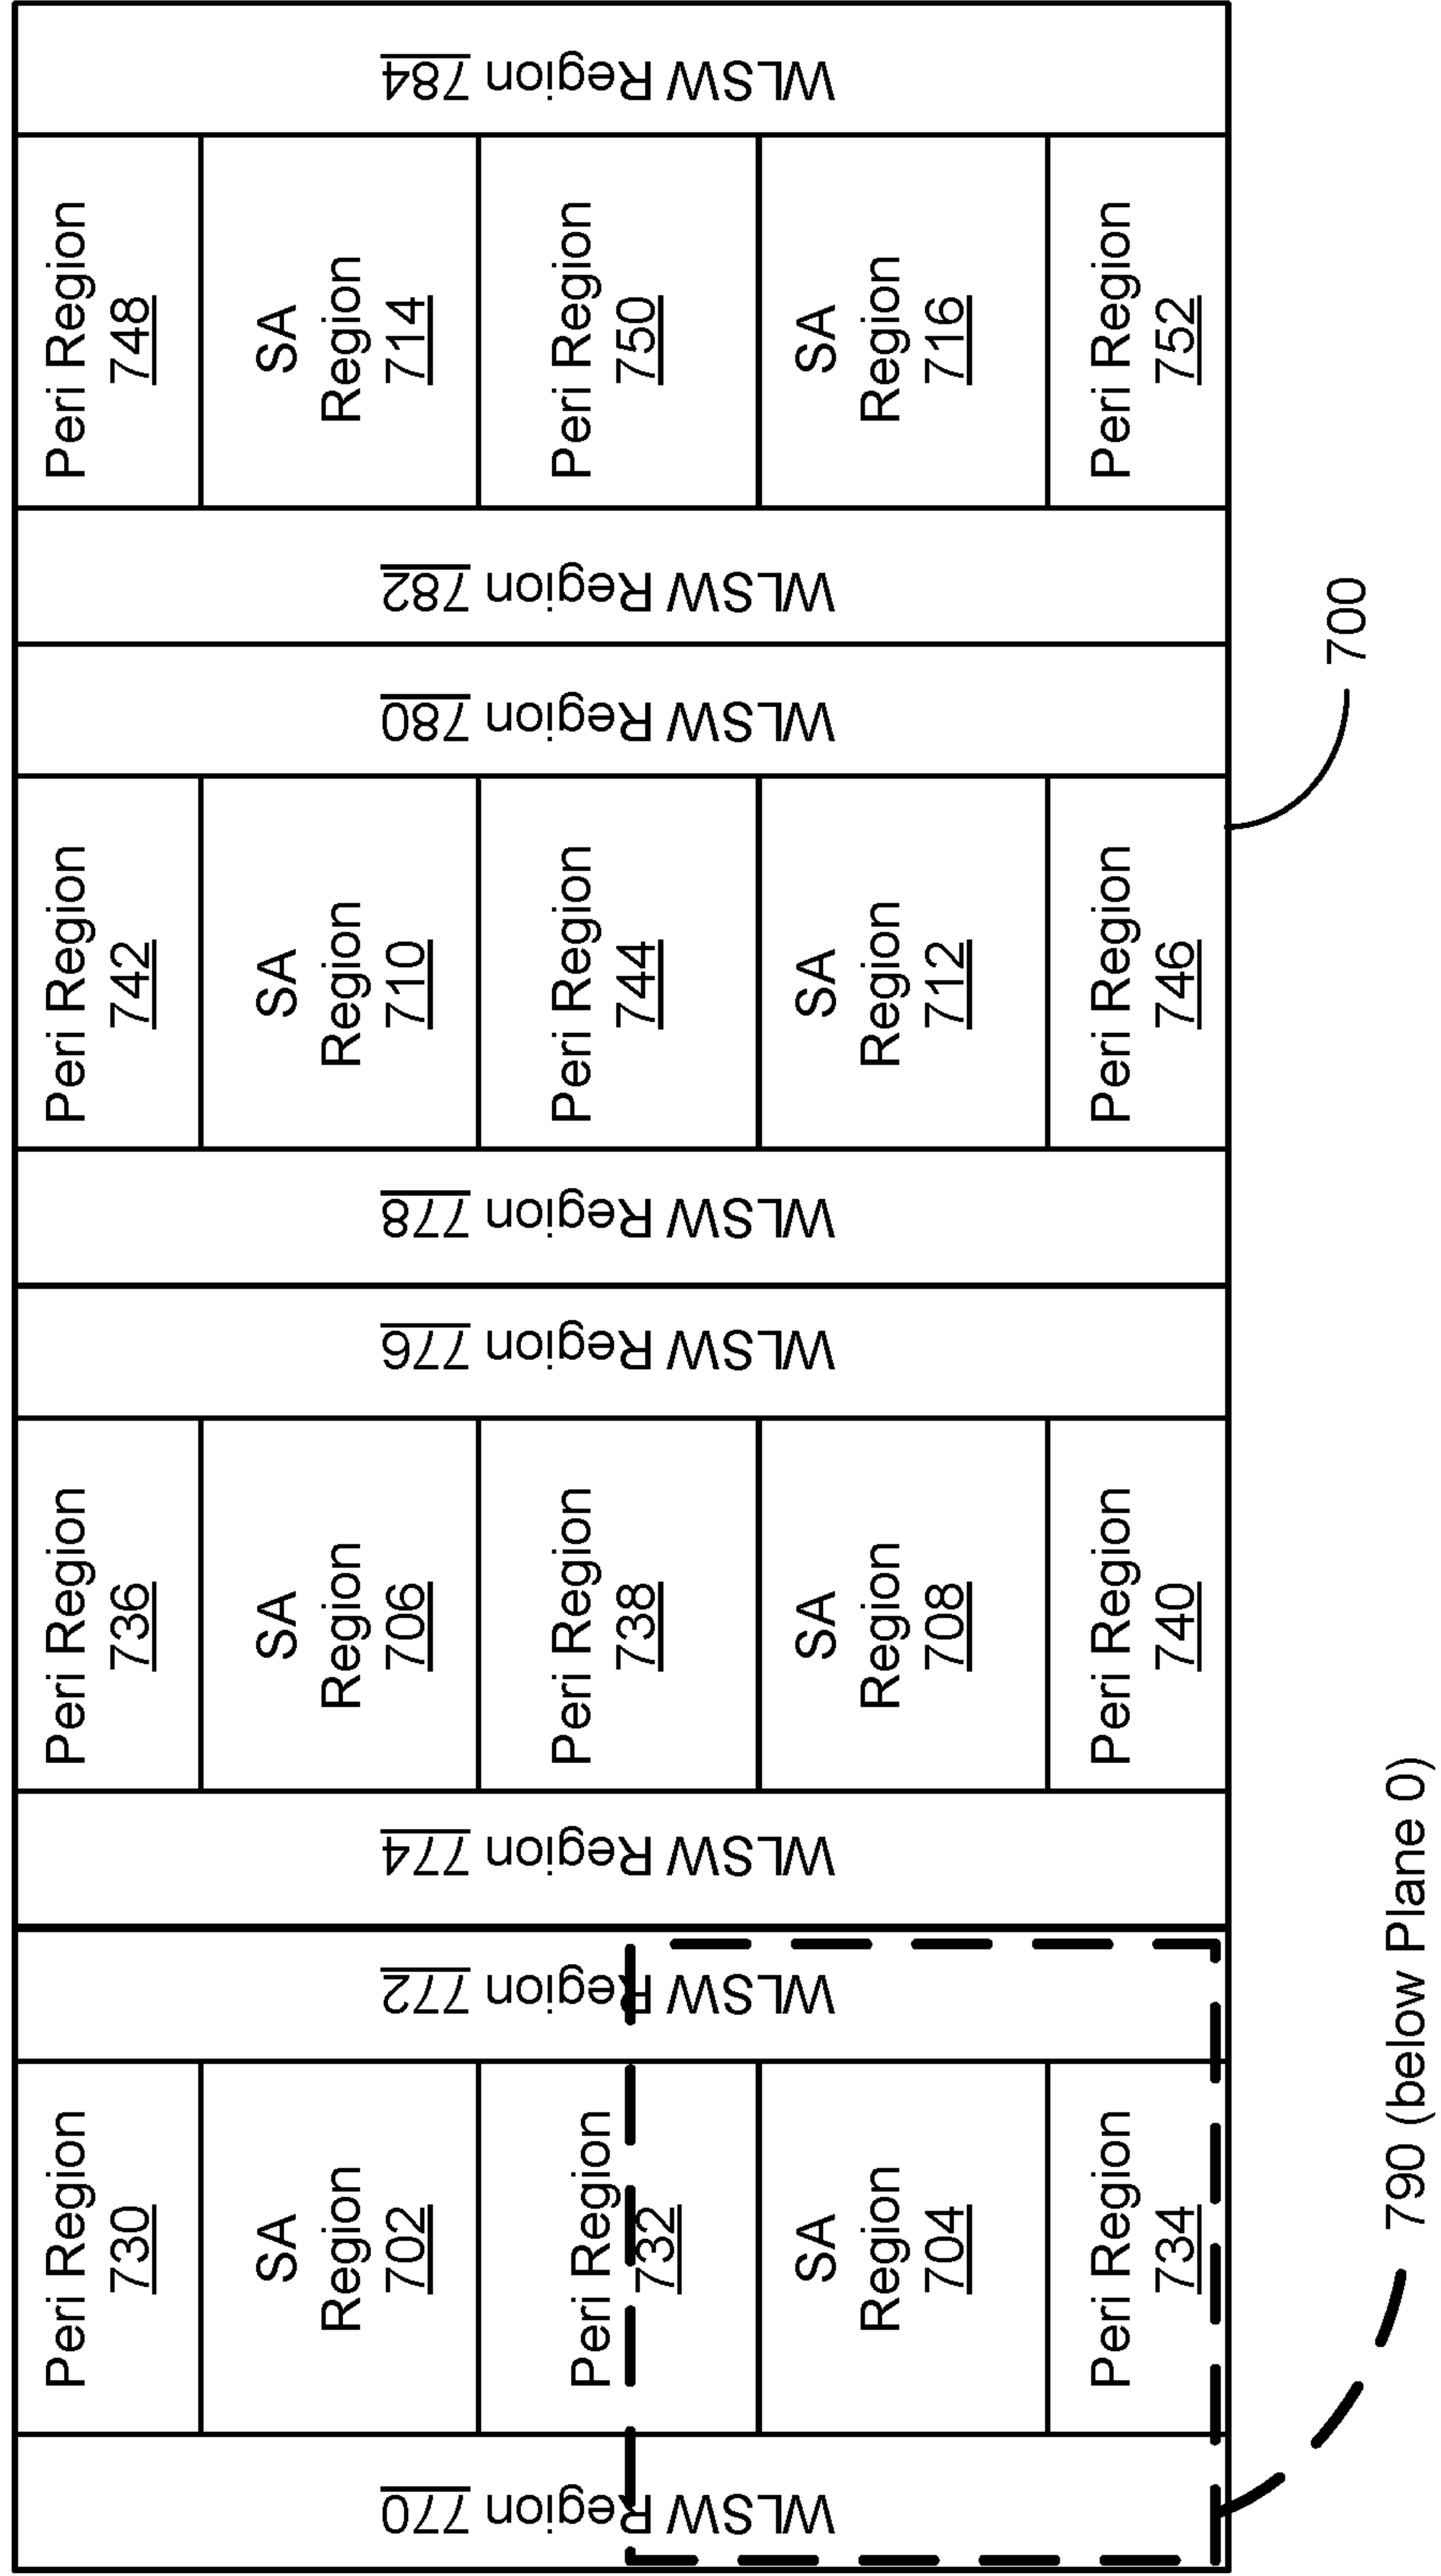 WLSW Region 770
Peri Region
730
SA
Region
702
Peri Region
732
SA
Region
704
Peri Region
734
WLSW Region 772
WLSW Region 774
Peri Region
736
SA
Region
706
Peri Region
738
SA
Region
708
Peri Region
740
WLSW Region 776
WLSW Region 778
Peri Region
742
SA
Region
710
Peri Region
744
SA
Region
712
Peri Region
746
WLSW Region 780
WLSW Region 782
Peri Region
748
SA
Region
714
Peri Region
750
SA
Region
716
Peri Region
752
WLSW Region 784
700
790 (below Plane 0)